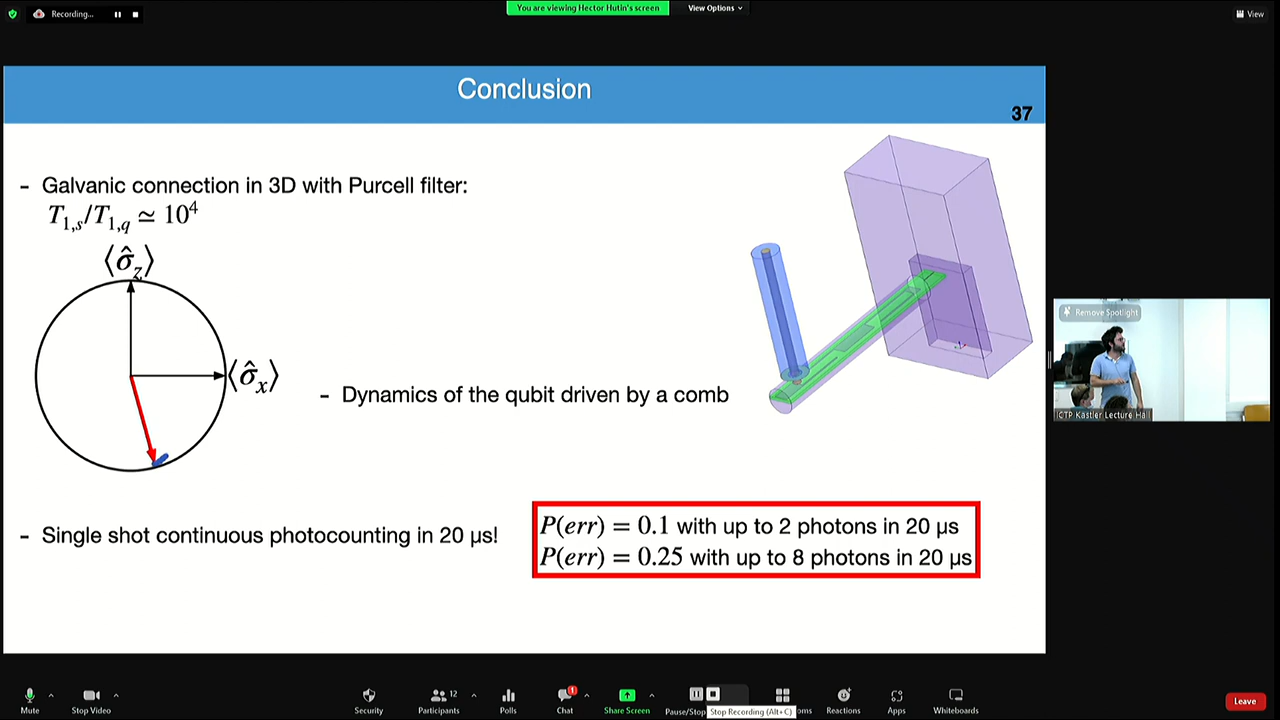 Recording...
You are viewing Hector Hutin's screen
View Options
View
Conclusion
37
- Galvanic connection in 3D with Purcell filter:
T1,s/T1,q ≃ 10⁴
⟨σ̂z⟩
⟨σ̂x⟩
- Dynamics of the qubit driven by a comb
- Single shot continuous photocounting in 20 µs!
P(err) = 0.1 with up to 2 photons in 20 µs
P(err) = 0.25 with up to 8 photons in 20 µs
Remove Spotlight
ICTP Kastler Lecture Hall
Mute
Stop Video
Security
12
Participants
Polls
1
Chat
Share Screen
Pause/Stop
Stop Recording (Alt+C)
oms
Reactions
Apps
Whiteboards
Leave